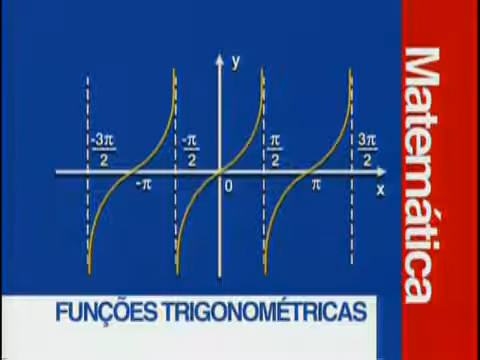 y
-3π/2
-π/2
π/2
3π/2
-π
0
π
x
FUNÇÕES TRIGONOMÉTRICAS
Matemática